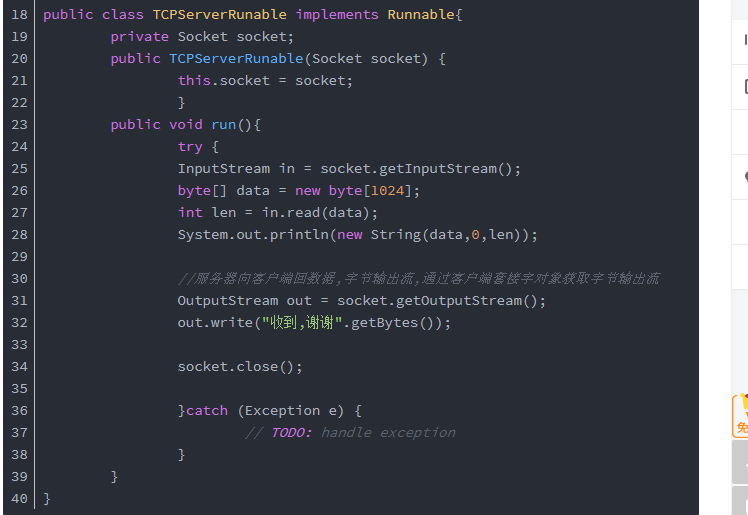 18 public class TCPServerRunable implements Runnable{
19 private Socket socket;
20 public TCPServerRunable(Socket socket) {
21 this.socket = socket;
22 }
23 public void run(){
24 try {
25 InputStream in = socket.getInputStream();
26 byte[] data = new byte[1024];
27 int len = in.read(data);
28 System.out.println(new String(data,0,len));
29
30 //服务器向客户端回数据,字节输出流,通过客户端套接字对象获取字节输出流
31 OutputStream out = socket.getOutputStream();
32 out.write("收到,谢谢".getBytes());
33
34 socket.close();
35
36 }catch (Exception e) {
37 // TODO: handle exception
38 }
39 }
40 }
免